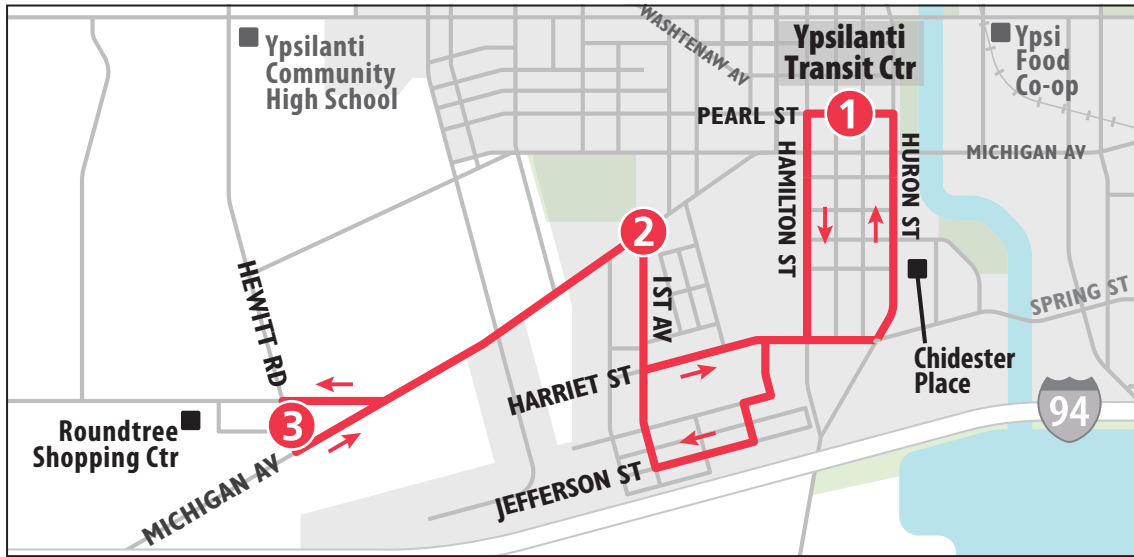 Ypsilanti
Community
High School
WASHTENAW AV
Ypsilanti
Transit Ctr
Ypsi
Food
Co-op
PEARL ST
1
MICHIGAN AV
HAMILTON ST
HURON ST
2
HEWITT RD
1ST AV
SPRING ST
HARRIET ST
Chidester
Place
94
3
Roundtree
Shopping Ctr
MICHIGAN AV
JEFFERSON ST